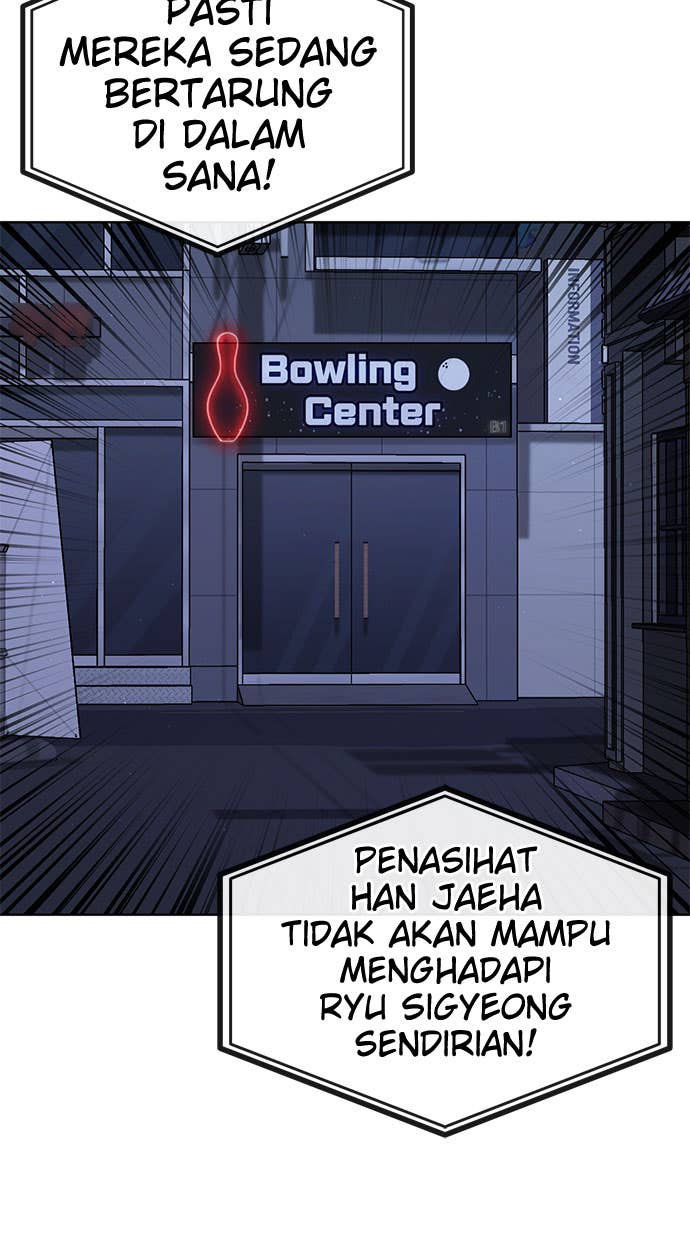 PASTI
MEREKA SEDANG
BERTARUNG
DI DALAM
SANA!
INFORMATION
Bowling
Center
B1
PENASIHAT
HAN JAEHA
TIDAK AKAN MAMPU
MENGHADAPI
RYU SIGYEONG
SENDIRIAN!